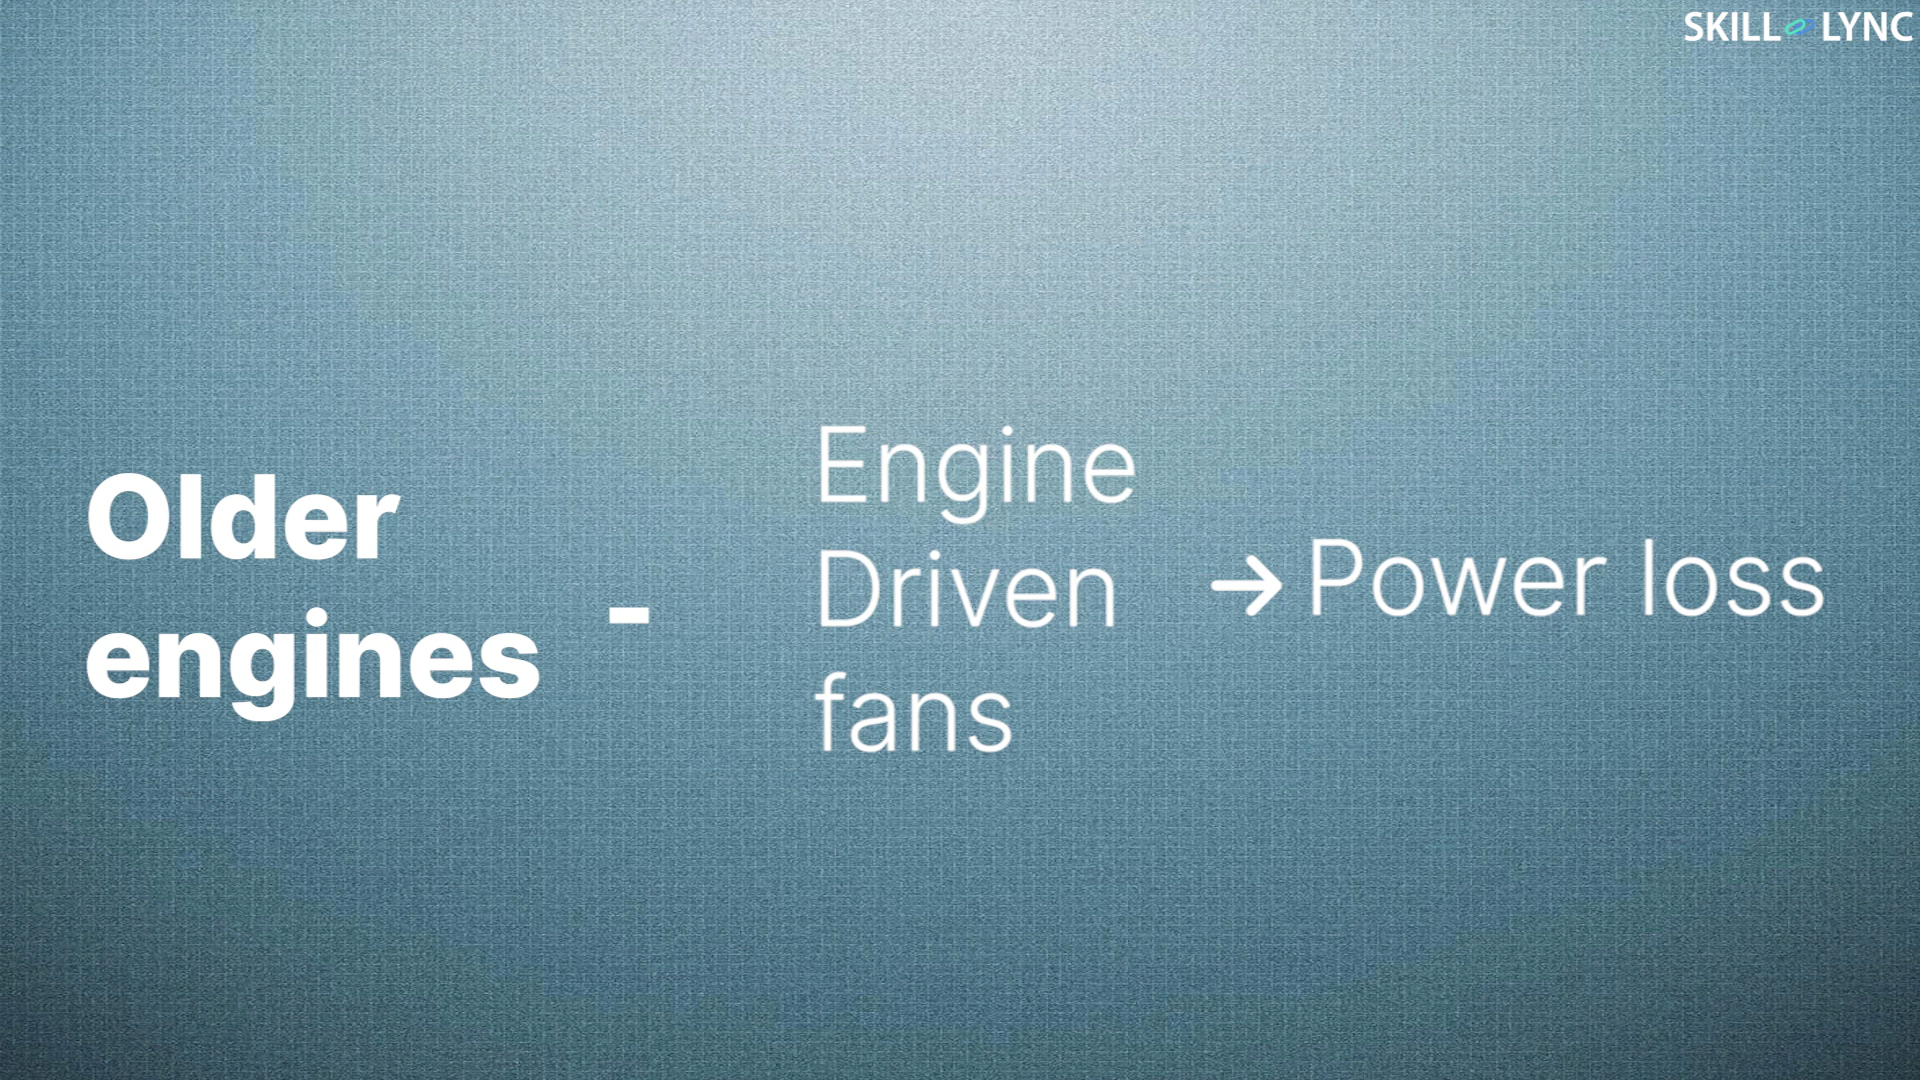 SKILL LYNC
Older
engines -
Engine
Driven
fans
→ Power loss